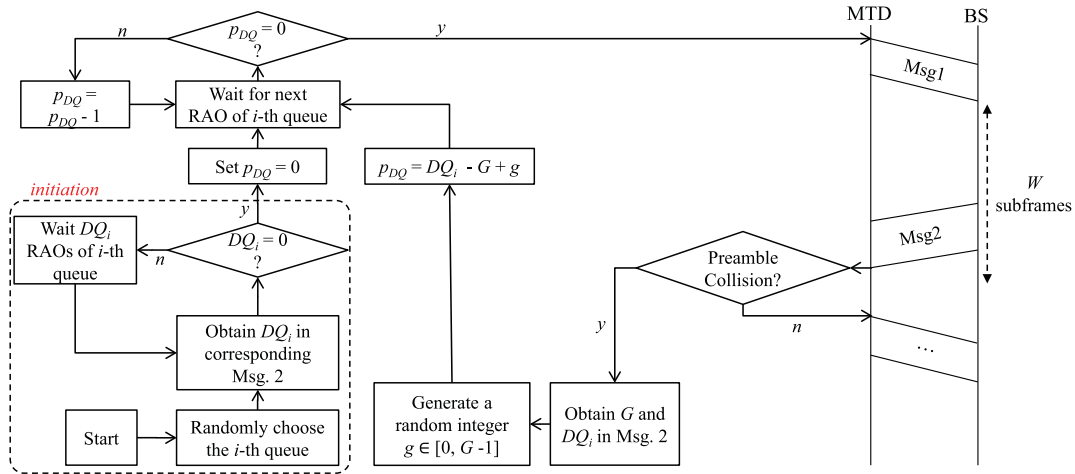 MTD
BS
p_DQ = 0
?
n
y
Msg1
p_DQ =
p_DQ - 1
Wait for next
RAO of i-th queue
Set p_DQ = 0
p_DQ = DQ_i - G + g
initiation
y
W
subframes
Wait DQ_i
RAOs of i-th
queue
n
DQ_i = 0
?
Msg2
Preamble
Collision?
y
n
Obtain DQ_i in
corresponding
Msg. 2
...
Start
Randomly choose
the i-th queue
Generate a
random integer
g ∈ [0, G -1]
Obtain G and
DQ_i in Msg. 2